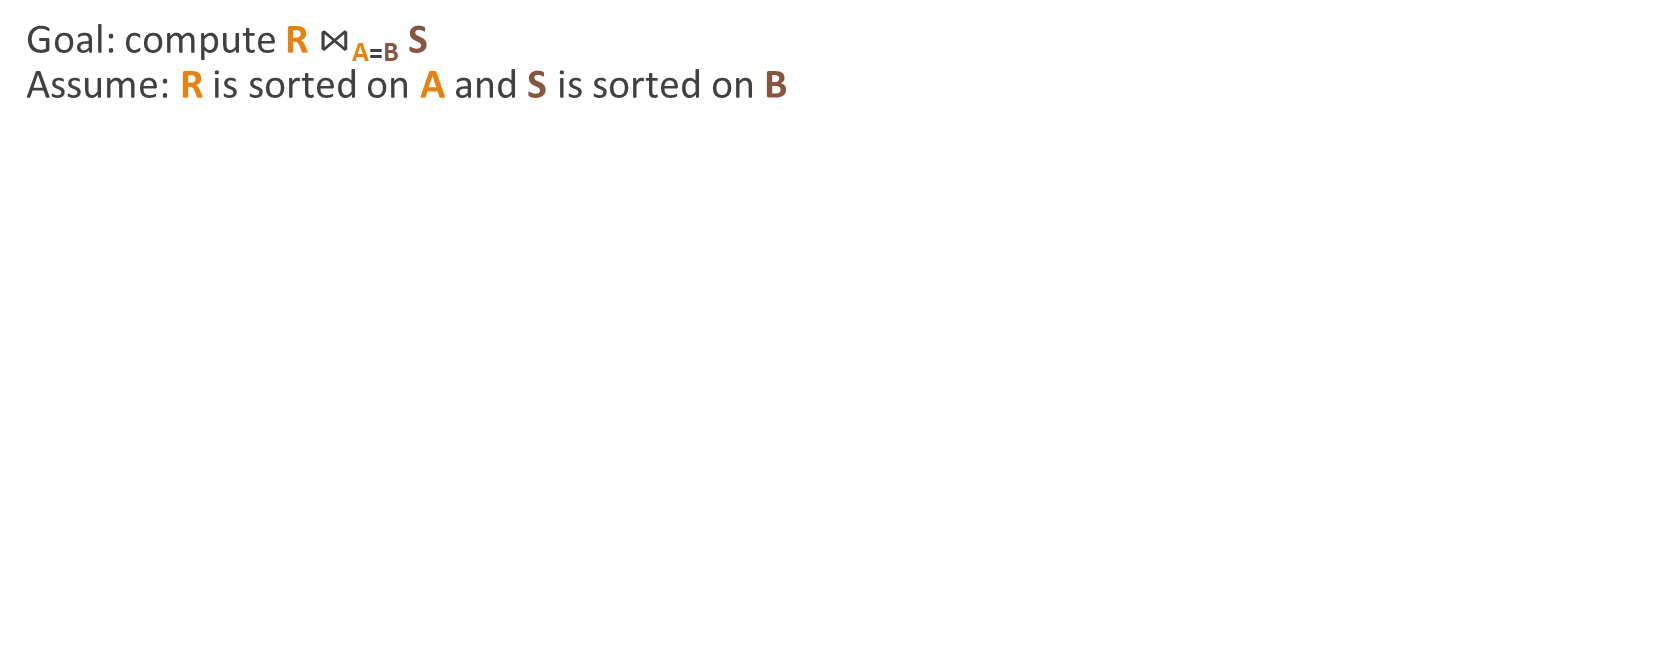 Goal: compute R ⋈A=B S
Assume: R is sorted on A and S is sorted on B